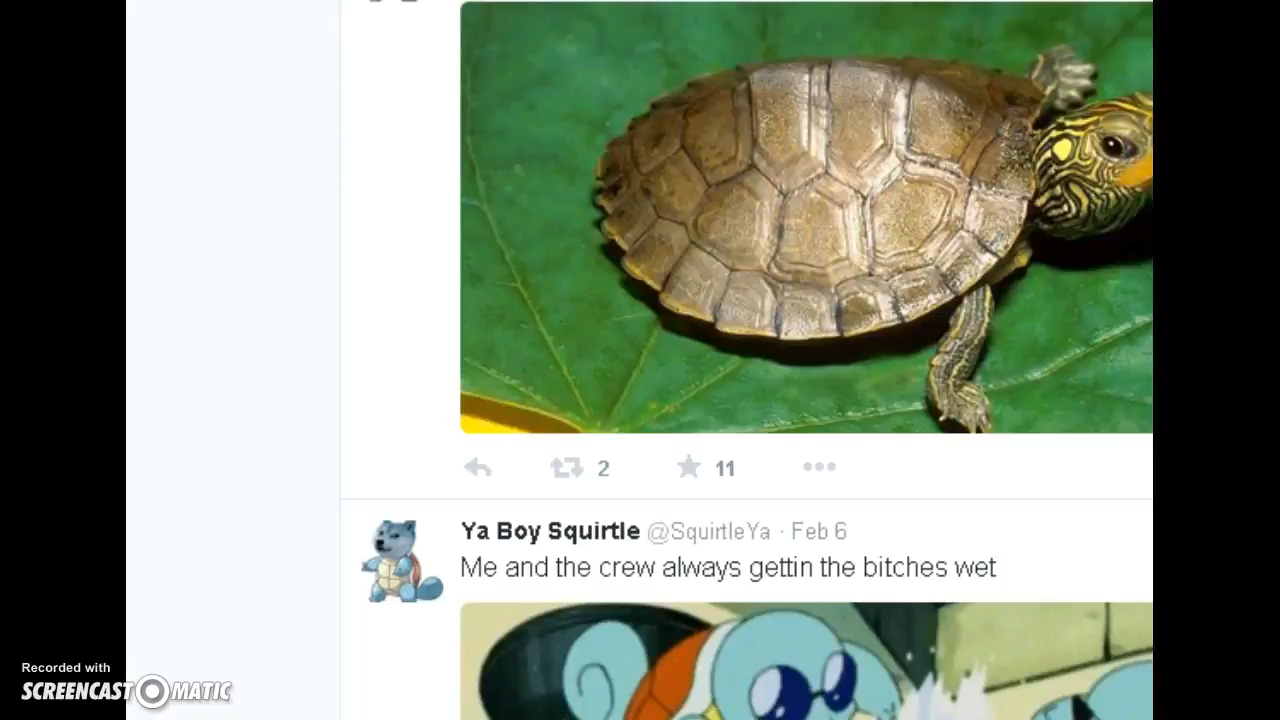 2
11
Ya Boy Squirtle @SquirtleYa · Feb 6
Me and the crew always gettin the bitches wet
Recorded with
SCREENCAST O MATIC